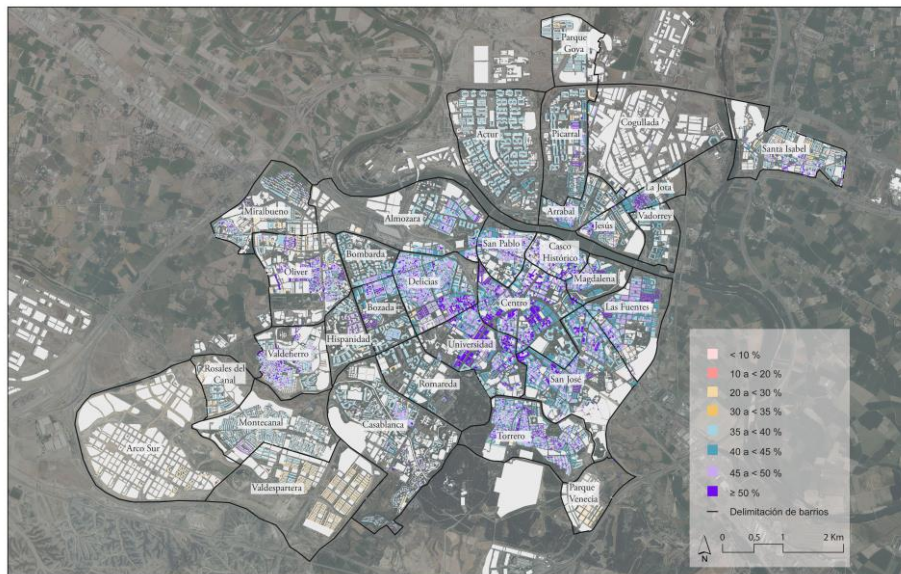 Parque
Goya
Actur
Picarral
Cogullada
Santa Isabel
La Jota
Miralbueno
Almozara
Arrabal
Jesús
Vadorrey
San Pablo
Casco
Histórico
Bombarda
Oliver
Magdalena
Delicias
Centro
Las Fuentes
Bozada
Hispanidad
Universidad
Valdefierro
Romareda
San José
Rosales del
Canal
Montecanal
Casablanca
Torrero
Arco Sur
Valdespartera
Parque
Venecia
< 10 %
10 a < 20 %
20 a < 30 %
30 a < 35 %
35 a < 40 %
40 a < 45 %
45 a < 50 %
≥ 50 %
Delimitación de barrios
N
0 0,5 1 2 Km